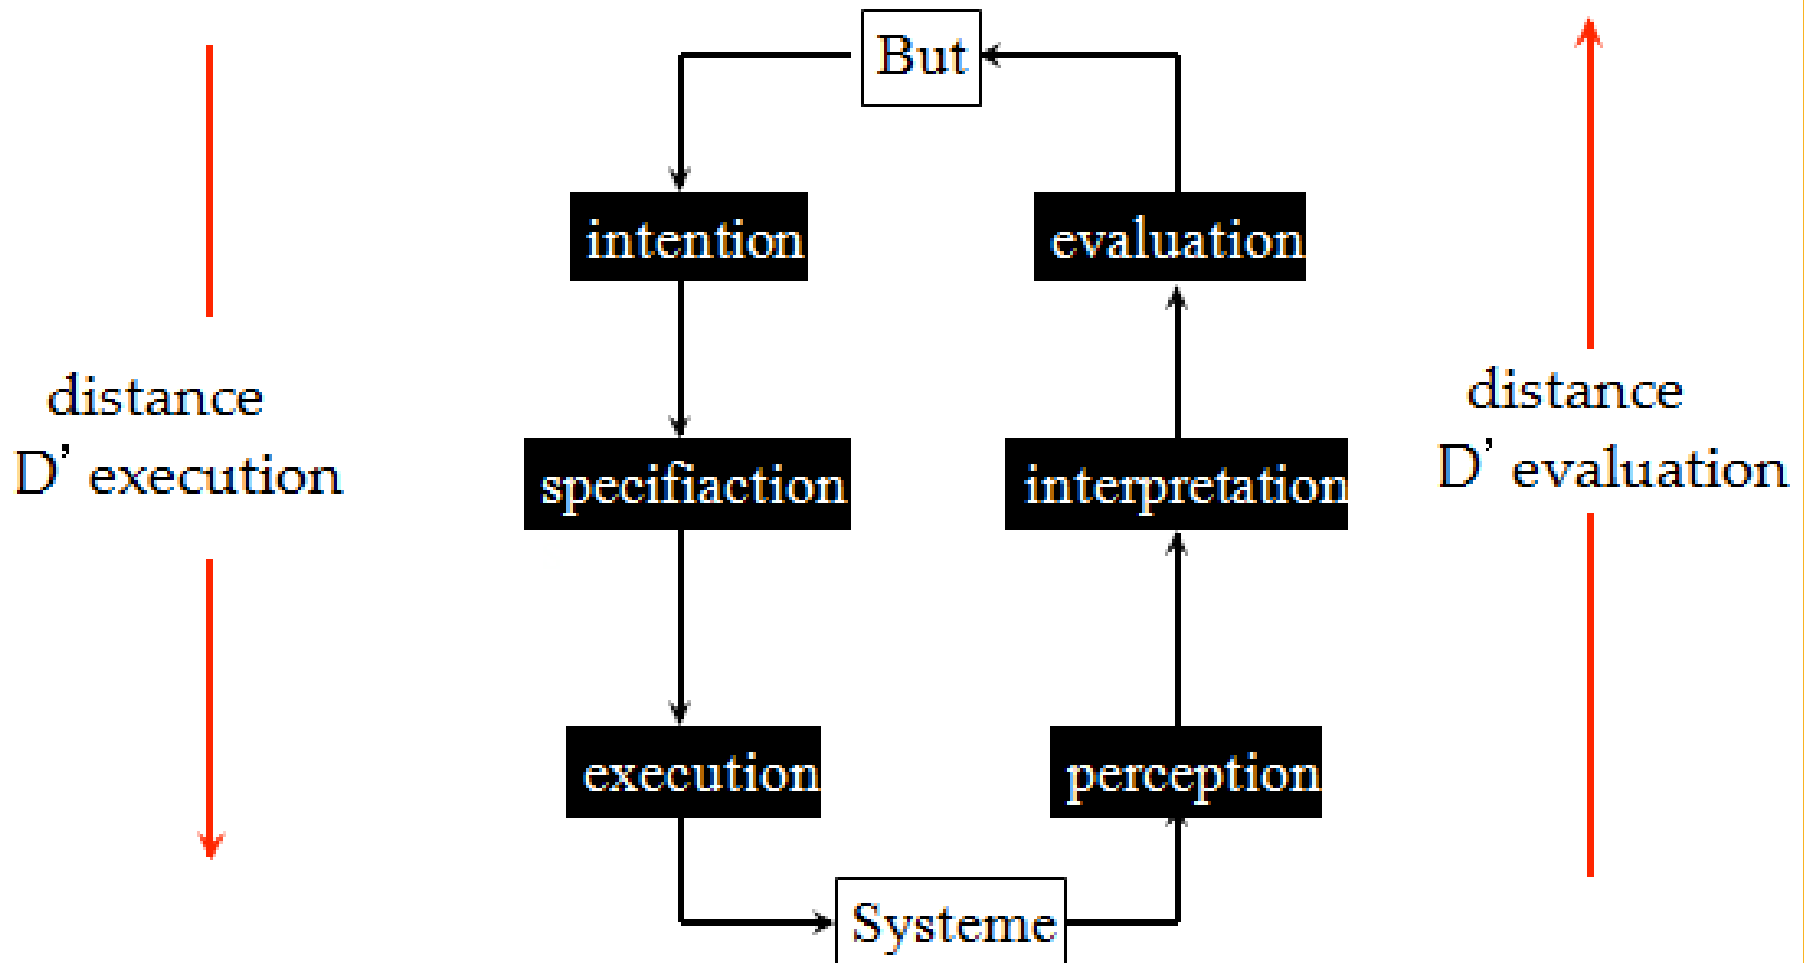 But
intention
evaluation
distance
D’ execution
distance
D’ evaluation
specifiaction
interpretation
execution
perception
Systeme